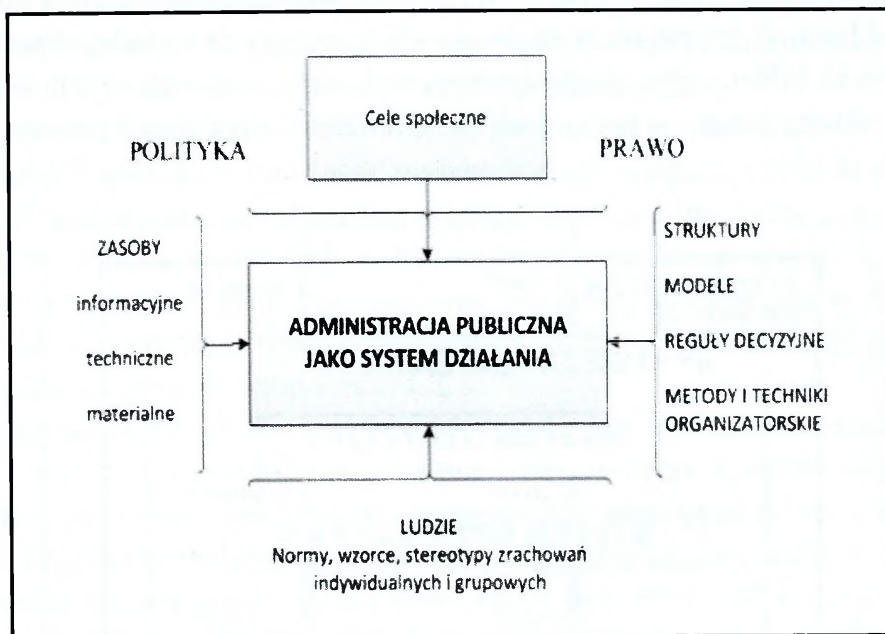 Cele społeczne
POLITYKA
PRAWO
ZASOBY
informacyjne
techniczne
materialne
ADMINISTRACJA PUBLICZNA
JAKO SYSTEM DZIAŁANIA
STRUKTURY
MODELE
REGUŁY DECYZYJNE
METODY I TECHNIKI
ORGANIZATORSKIE
LUDZIE
Normy, wzorce, stereotypy zrachowań
indywidualnych i grupowych